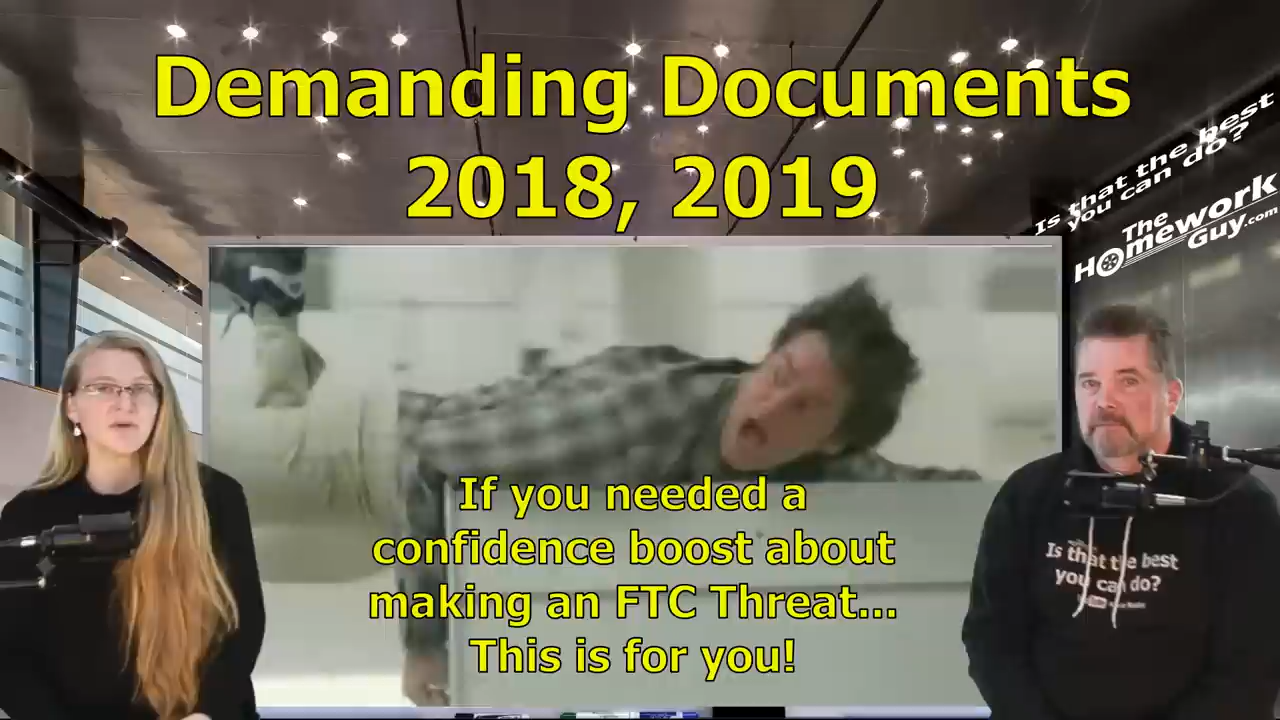 Demanding Documents
2018, 2019
Is that the best
you can do?
The
Homework
Guy.com
If you needed a
confidence boost about
making an FTC Threat...
This is for you!
Is that the best
you can do?